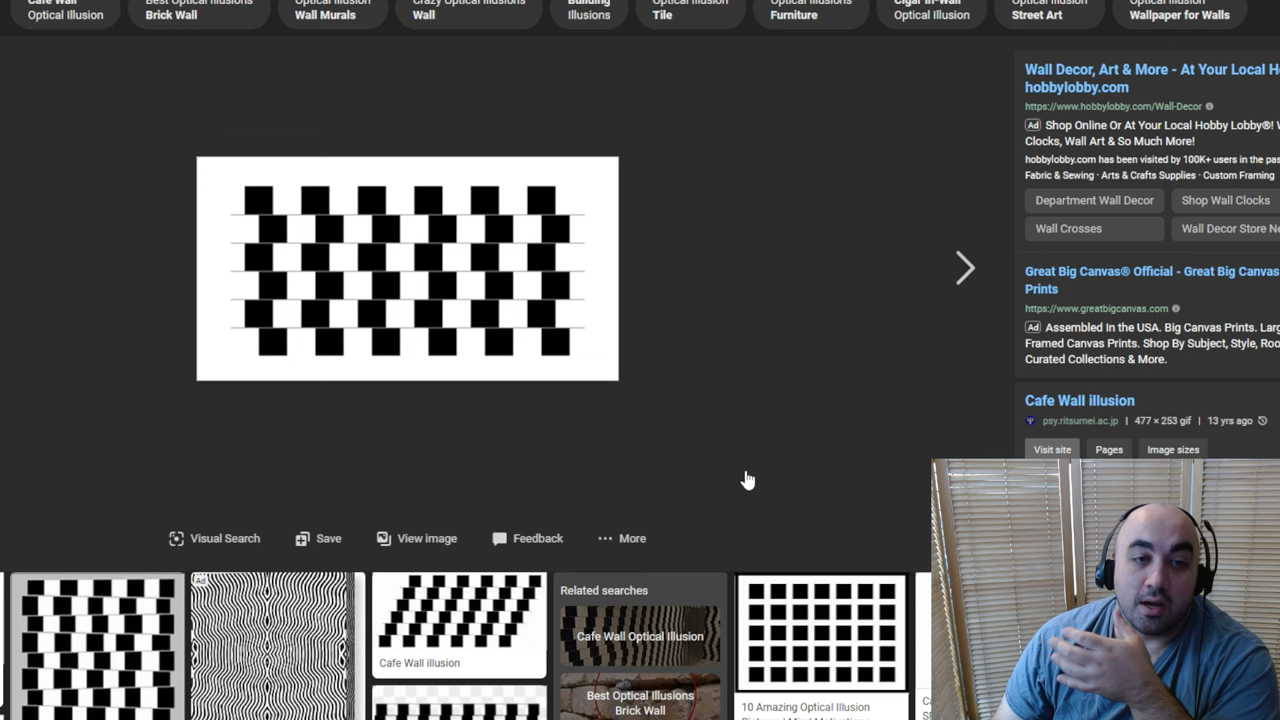 Cafe Wall
Optical Illusion
Best Optical Illusions
Brick Wall
Optical Illusions
Wall Murals
Crazy Optical Illusions
Wall
Building
Illusions
Optical Illusion
Tile
Optical Illusions
Furniture
Cigar In-Wall
Optical Illusion
Optical Illusion
Street Art
Optical Illusion
Wallpaper for Walls
Wall Decor, Art & More - At Your Local H
hobbylobby.com
https://www.hobbylobby.com/Wall-Decor
Ad Shop Online Or At Your Local Hobby Lobby®!
Clocks, Wall Art & So Much More!
hobbylobby.com has been visited by 100K+ users in the pas
Fabric & Sewing · Arts & Crafts Supplies · Custom Framing
Department Wall Decor
Shop Wall Clocks
Wall Crosses
Wall Decor Store Ne
Great Big Canvas® Official - Great Big Canvas
Prints
https://www.greatbigcanvas.com
Ad Assembled In the USA. Big Canvas Prints. Larg
Framed Canvas Prints. Shop By Subject, Style, Roo
Curated Collections & More.
Cafe Wall illusion
psy.ritsumei.ac.jp | 477 × 253 gif | 13 yrs ago
Visit site
Pages
Image sizes
Visual Search
Save
View image
Feedback
··· More
Ad
Cafe Wall illusion
Related searches
Cafe Wall Optical Illusion
Best Optical Illusions
Brick Wall
10 Amazing Optical Illusion